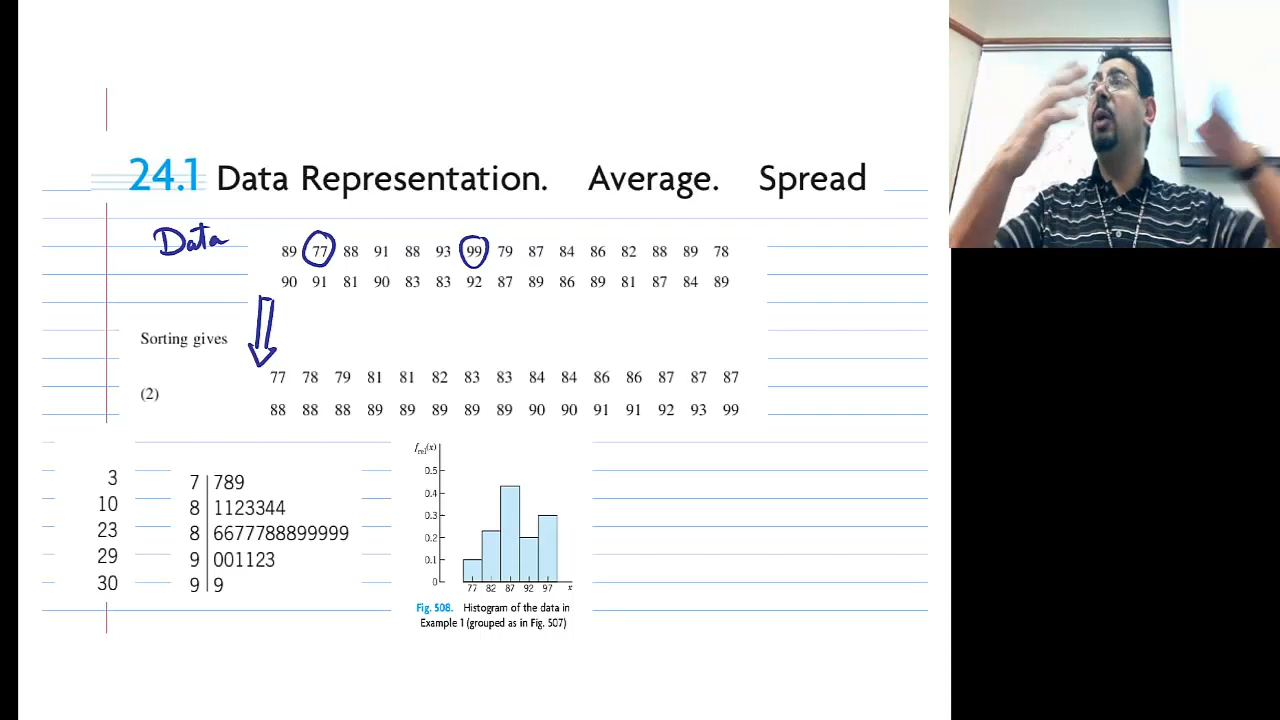 24.1 Data Representation. Average. Spread
Data
89 77 88 91 88 93 99 79 87 84 86 82 88 89 78
90 91 81 90 83 83 92 87 89 86 89 81 87 84 89
Sorting gives
(2)
77 78 79 81 81 82 83 83 84 84 86 86 87 87 87
88 88 88 89 89 89 89 89 90 90 91 91 92 93 99
3 7 789
10 8 1123344
23 8 6677788899999
29 9 001123
30 9 9
f_rel(x)
0.5
0.4
0.3
0.2
0.1
0
77 82 87 92 97 x
Fig. 508. Histogram of the data in
Example 1 (grouped as in Fig. 507)